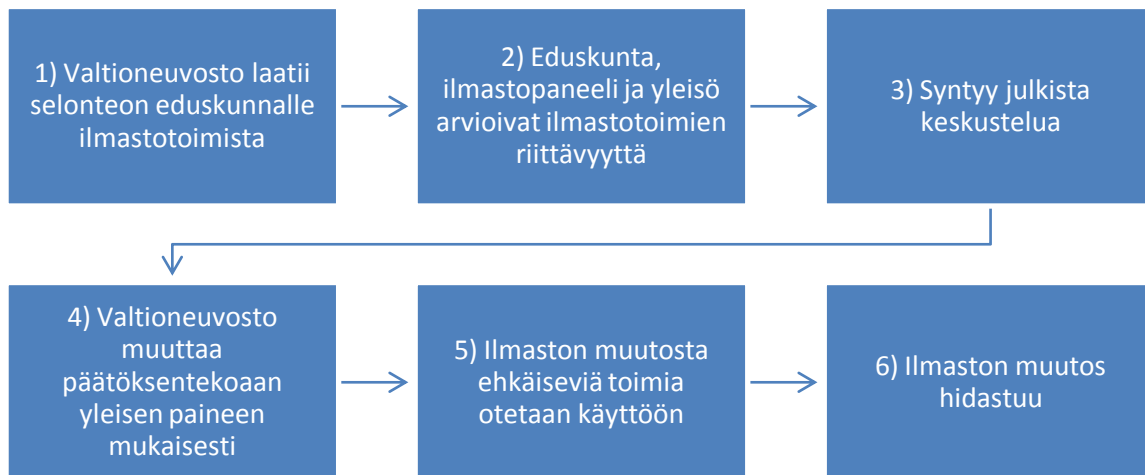 1) Valtioneuvosto laatii
selonteon eduskunnalle
ilmastotoimista
2) Eduskunta,
ilmastopaneeli ja yleisö
arvioivat ilmastotoimien
riittävyyttä
3) Syntyy julkista
keskustelua
4) Valtioneuvosto
muuttaa
päätöksentekoaan
yleisen paineen
mukaisesti
5) Ilmaston muutosta
ehkäiseviä toimia
otetaan käyttöön
6) Ilmaston muutos
hidastuu